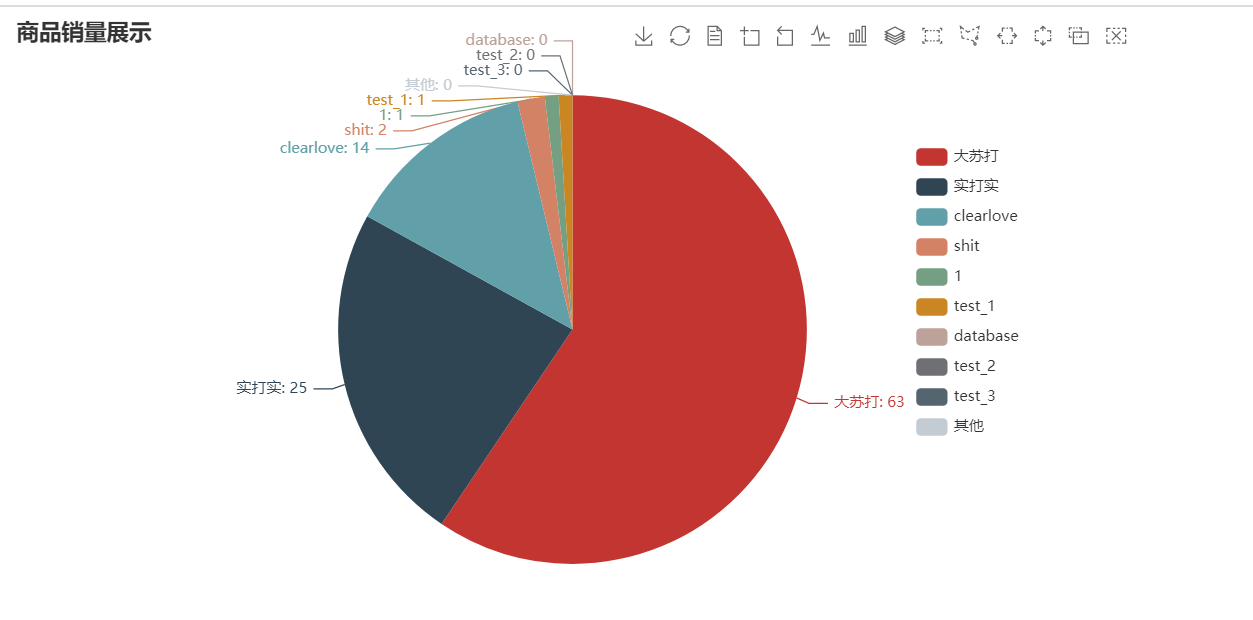 商品销量展示
database: 0
test_2: 0
test_3: 0
其他: 0
test_1: 1
1: 1
shit: 2
clearlove: 14
实打实: 25
大苏打: 63
大苏打
实打实
clearlove
shit
1
test_1
database
test_2
test_3
其他